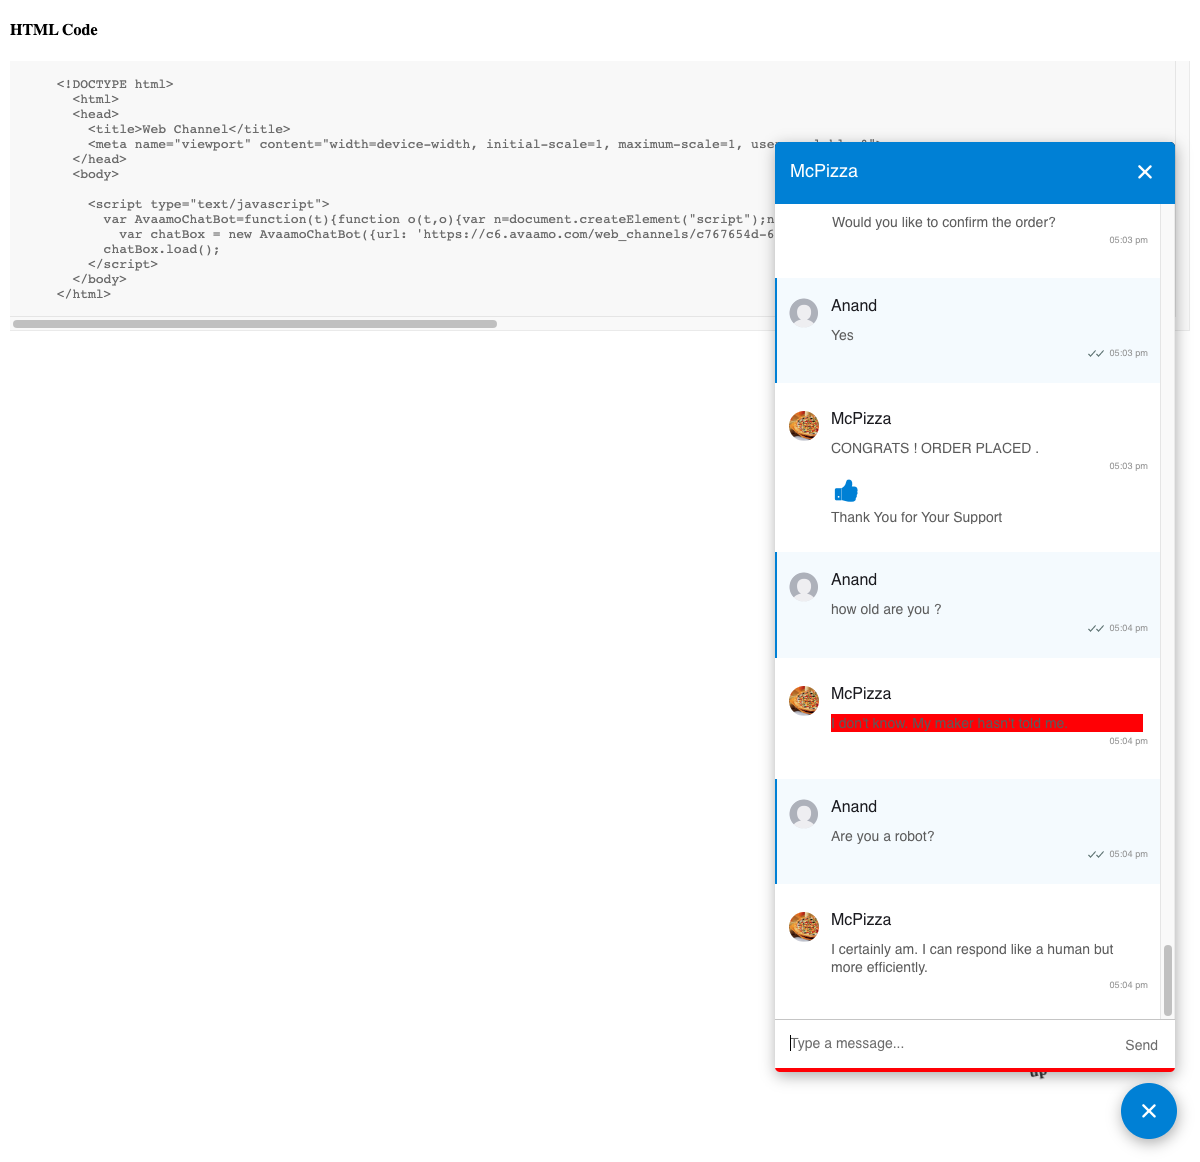 HTML Code
<!DOCTYPE html>
<html>
<head>
<title>Web Channel</title>
<meta name="viewport" content="width=device-width, initial-scale=1, maximum-scale=1,
</head>
<body>
<script type="text/javascript">
var AvaamoChatBot=function(t){function o(t,o){var n=document.createElement("script");n
var chatBox = new AvaamoChatBot({url: 'https://c6.avaamo.com/web_channels/c767654d-6
chatBox.load();
</script>
</body>
</html>
McPizza
Would you like to confirm the order?
05:03 pm
Anand
Yes
05:03 pm
McPizza
CONGRATS ! ORDER PLACED .
05:03 pm
Thank You for Your Support
Anand
how old are you ?
05:04 pm
McPizza
I don't know. My maker hasn't told me.
05:04 pm
Anand
Are you a robot?
05:04 pm
McPizza
I certainly am. I can respond like a human but
more efficiently.
05:04 pm
Type a message...
Send
up